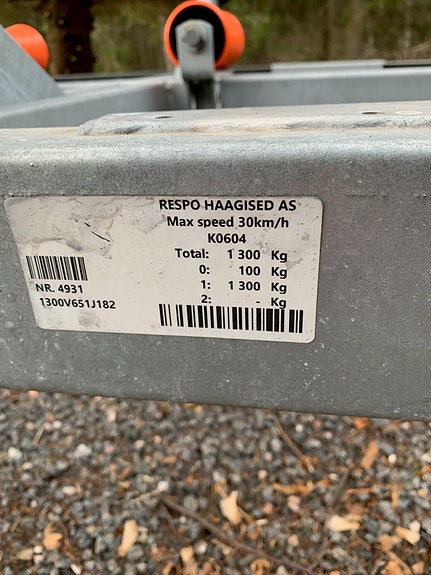 RESPO HAAGISED AS
Max speed 30km/h
K0604
Total: 1 300 Kg
0: 100 Kg
1: 1 300 Kg
2: - Kg
NR. 4931
1300V651J182